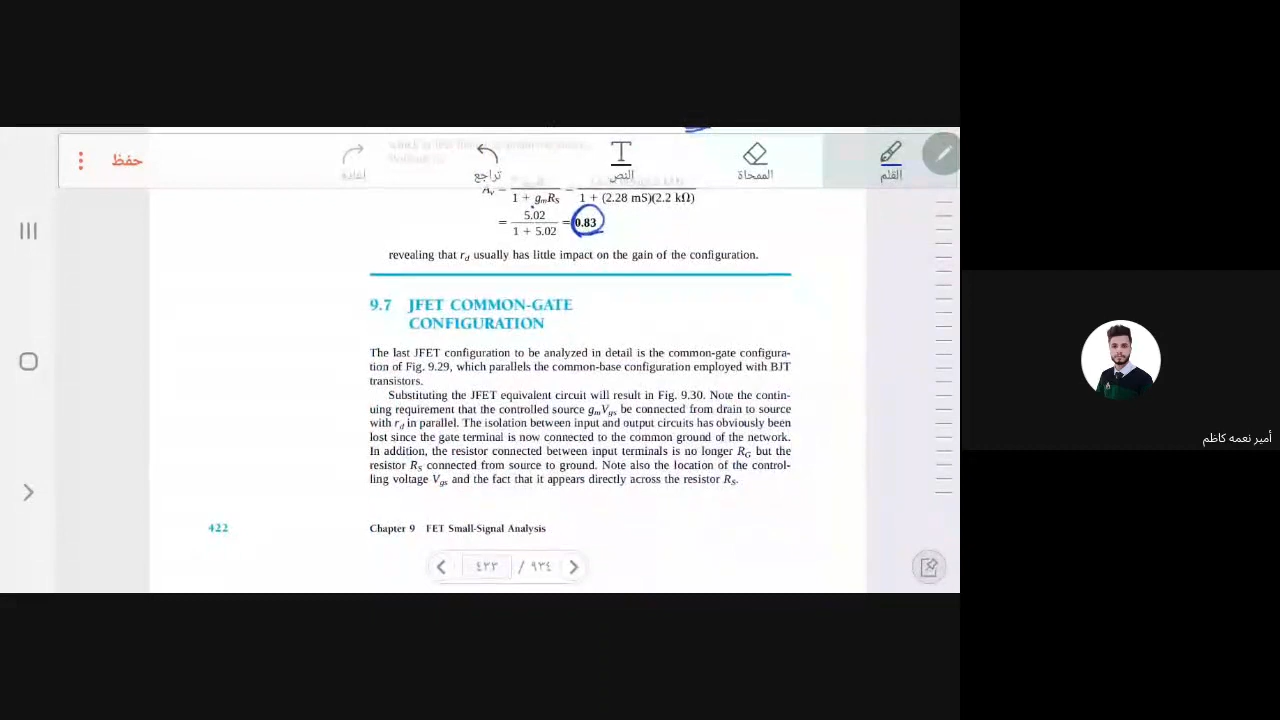 حفظ
إعادة
تراجع
النص
الممحاة
القلم
1 + gmRS
1 + (2.28 mS)(2.2 kΩ)
= 5.02 / 1 + 5.02 = 0.83
revealing that rd usually has little impact on the gain of the configuration.
9.7 JFET COMMON-GATE
CONFIGURATION
The last JFET configuration to be analyzed in detail is the common-gate configura-
tion of Fig. 9.29, which parallels the common-base configuration employed with BJT
transistors.
Substituting the JFET equivalent circuit will result in Fig. 9.30. Note the contin-
uing requirement that the controlled source gmVgs be connected from drain to source
with rd in parallel. The isolation between input and output circuits has obviously been
lost since the gate terminal is now connected to the common ground of the network.
In addition, the resistor connected between input terminals is no longer RG but the
resistor RS connected from source to ground. Note also the location of the control-
ling voltage Vgs and the fact that it appears directly across the resistor RS.
422 Chapter 9 FET Small-Signal Analysis
٤٣٣ / ٩٣٤
أمير نعمه كاظم